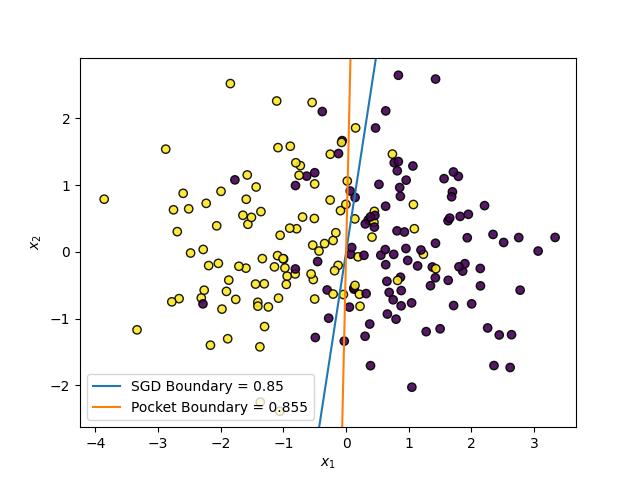 2
1
0
−1
−2
x₂
SGD Boundary = 0.85
Pocket Boundary = 0.855
−4 −3 −2 −1 0 1 2 3
x₁